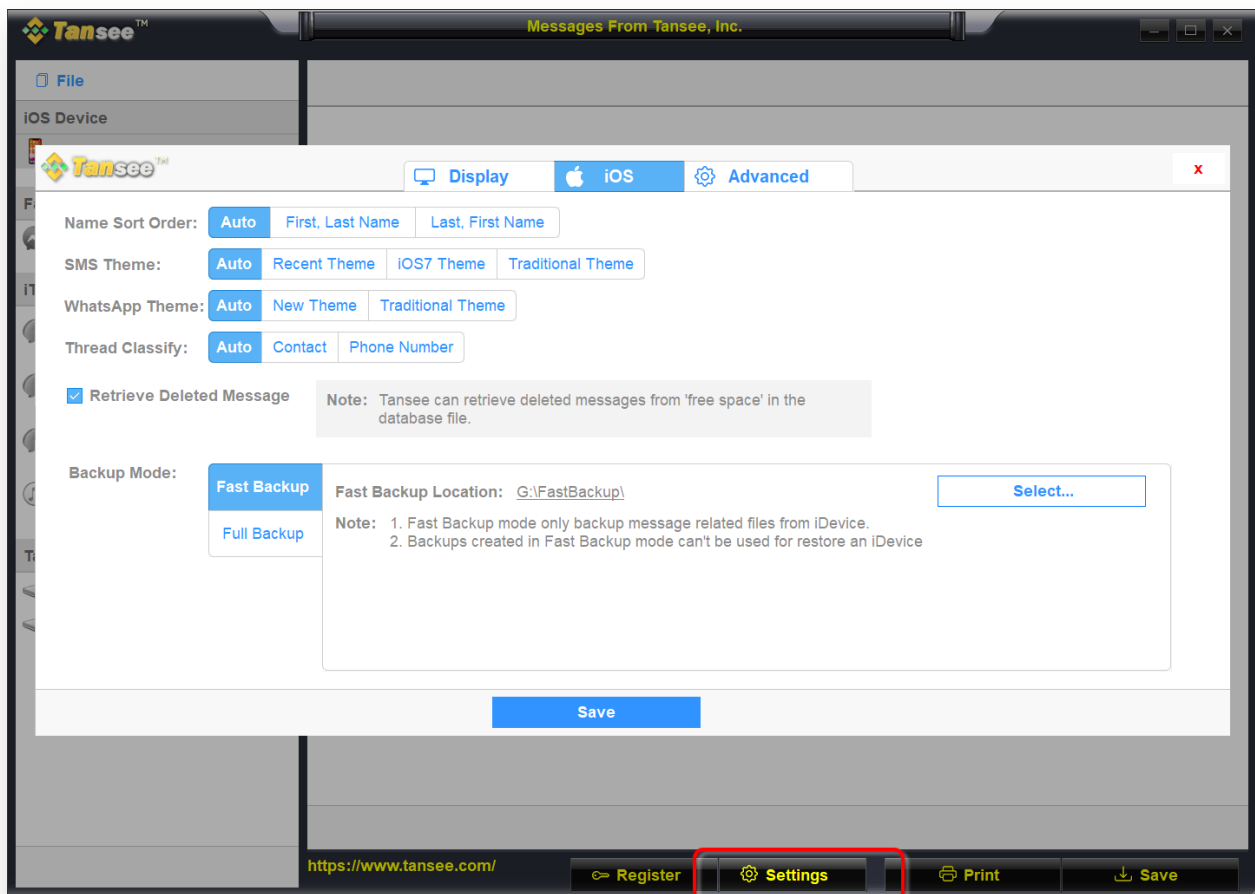 Tansee™
Messages From Tansee, Inc.
File
iOS Device
Tansee™
Display
iOS
Advanced
x
Name Sort Order: Auto First, Last Name Last, First Name
SMS Theme: Auto Recent Theme iOS7 Theme Traditional Theme
WhatsApp Theme: Auto New Theme Traditional Theme
Thread Classify: Auto Contact Phone Number
Retrieve Deleted Message
Note: Tansee can retrieve deleted messages from 'free space' in the
database file.
Backup Mode:
Fast Backup
Full Backup
Fast Backup Location: G:\FastBackup\
Select...
Note: 1. Fast Backup mode only backup message related files from iDevice.
2. Backups created in Fast Backup mode can't be used for restore an iDevice
Save
https://www.tansee.com/
Register
Settings
Print
Save